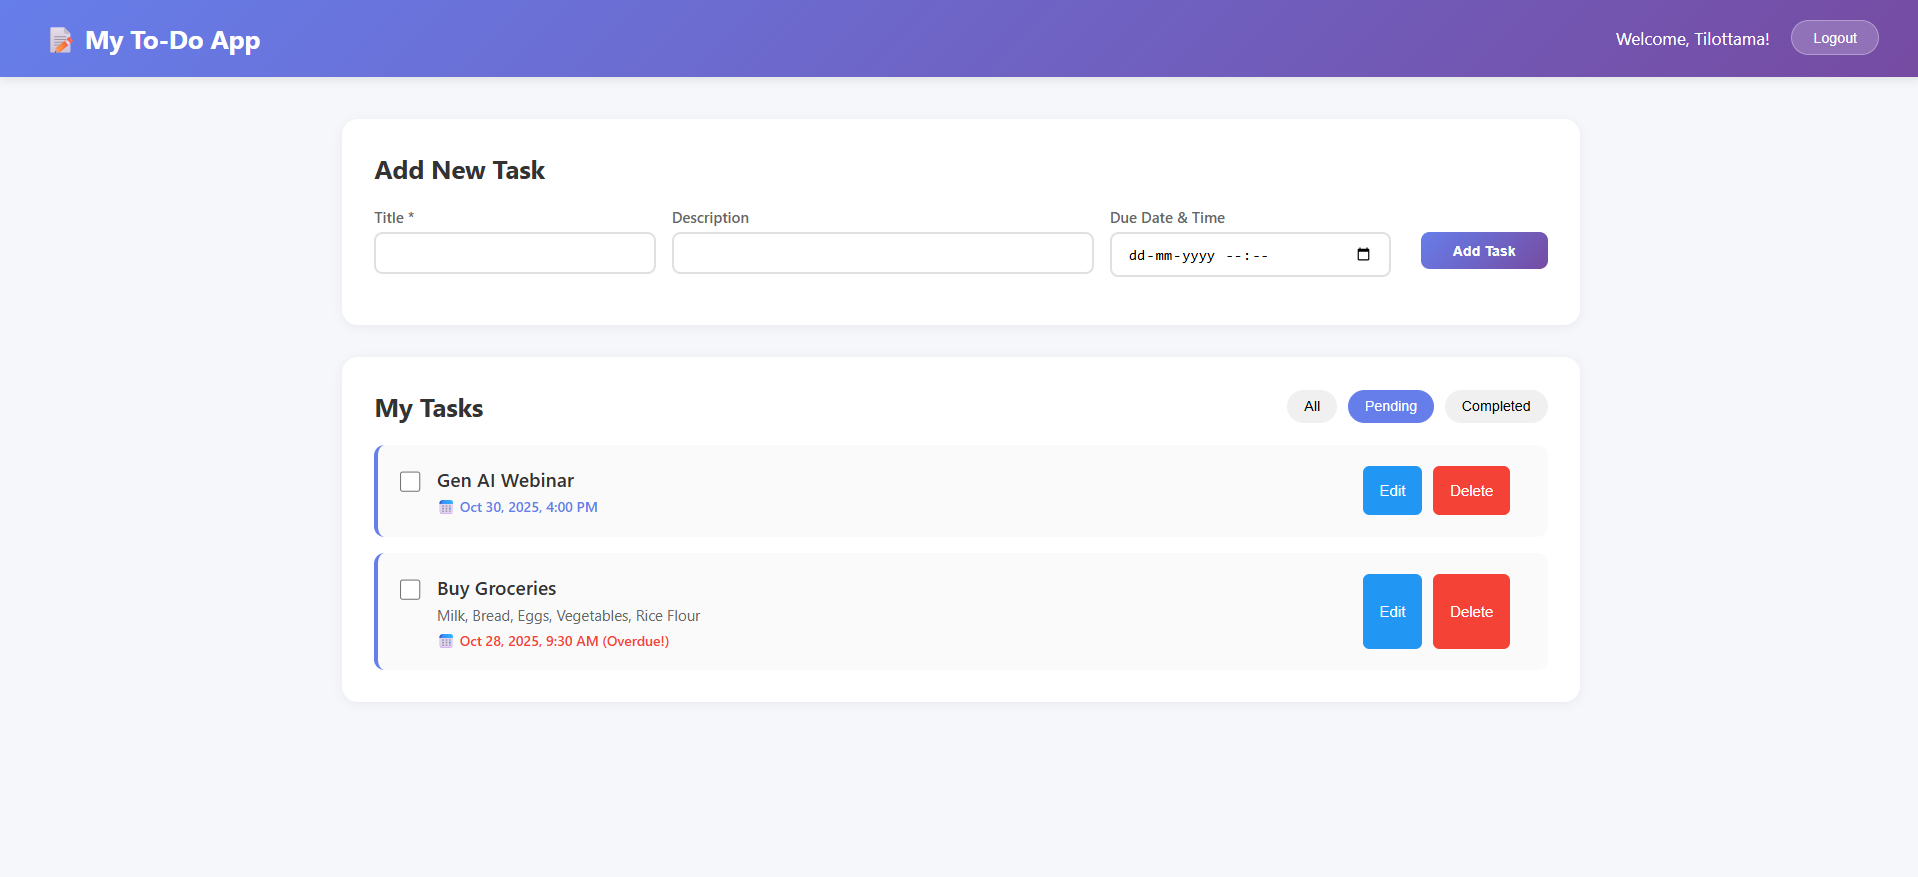 My To-Do App
Welcome, Tilottama!
Logout
Add New Task
Title *
Description
Due Date & Time
dd-mm-yyyy --:--
Add Task
My Tasks
All
Pending
Completed
Gen AI Webinar
Oct 30, 2025, 4:00 PM
Edit
Delete
Buy Groceries
Milk, Bread, Eggs, Vegetables, Rice Flour
Oct 28, 2025, 9:30 AM (Overdue!)
Edit
Delete